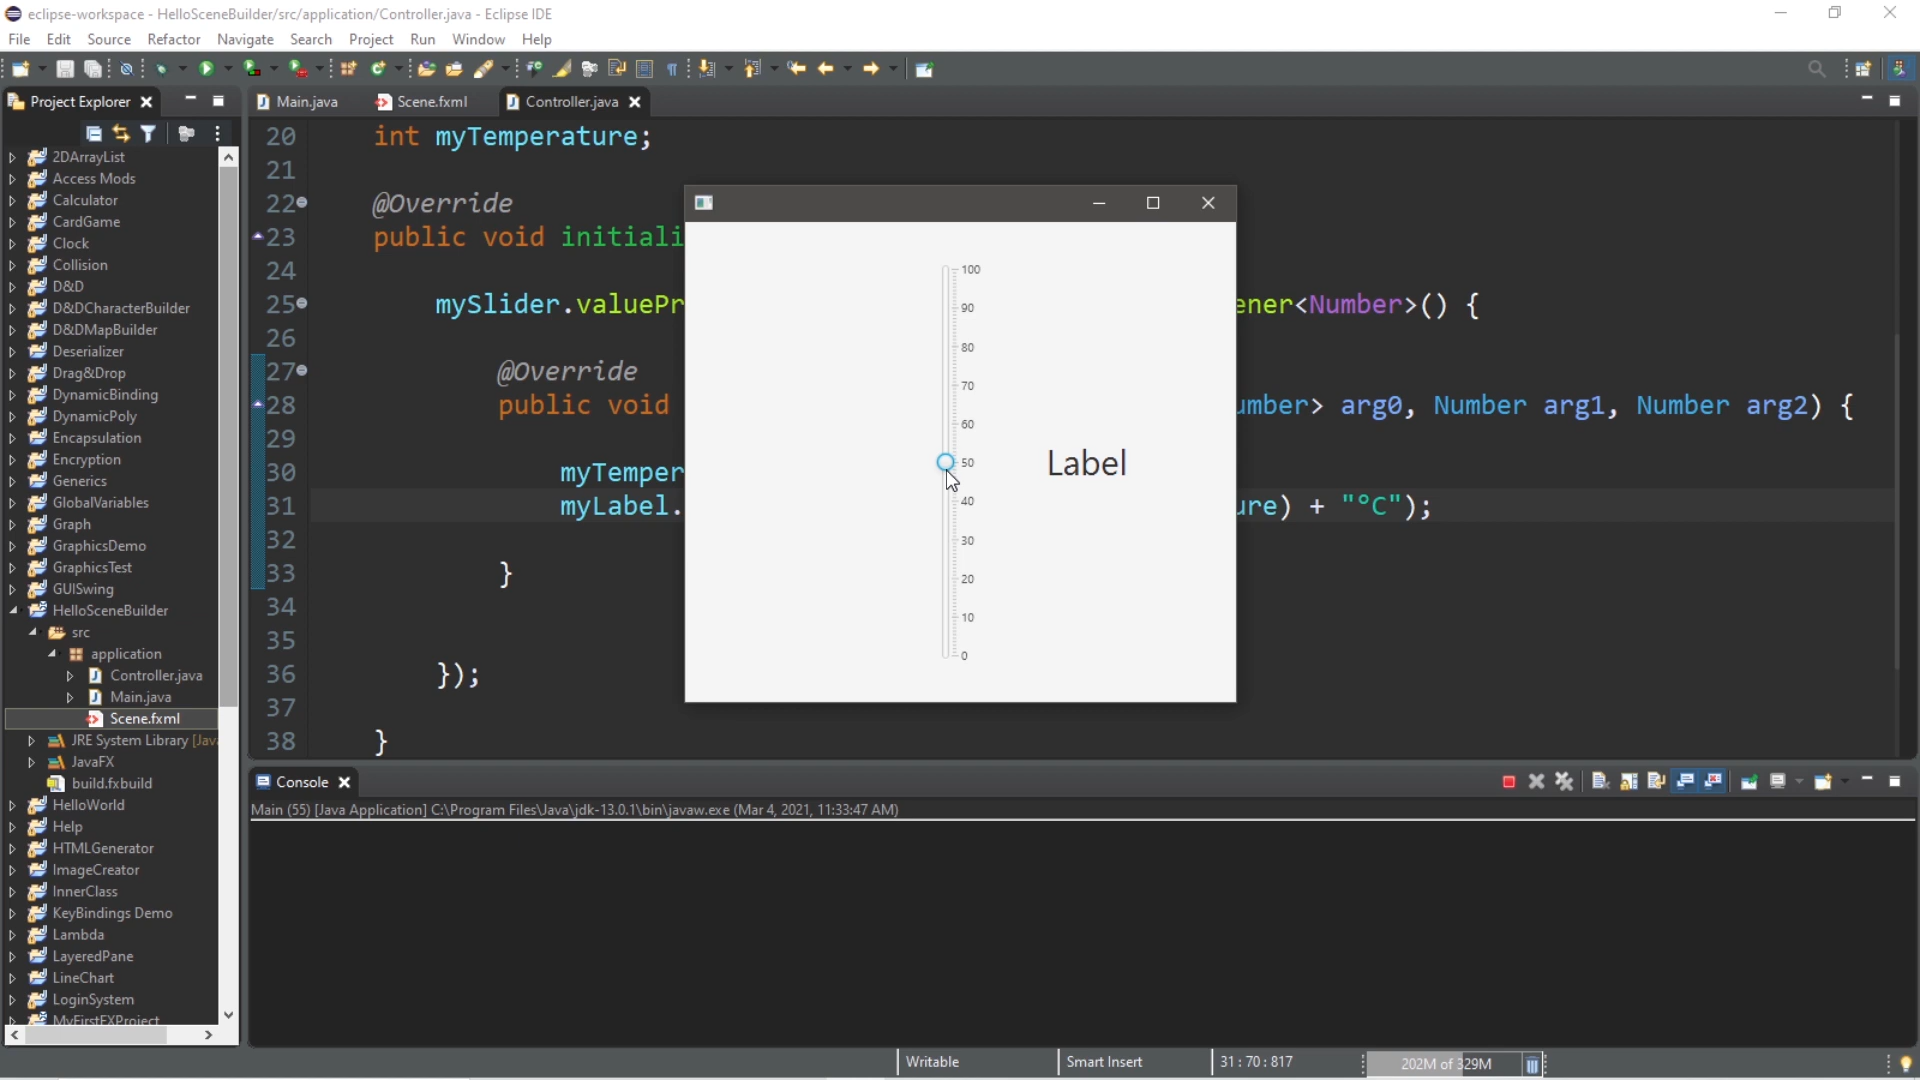 eclipse-workspace - HelloSceneBuilder/src/application/Controller.java - Eclipse IDE
File Edit Source Refactor Navigate Search Project Run Window Help
Project Explorer
2DArrayList
Access Mods
Calculator
CardGame
Clock
Collision
D&D
D&DCharacterBuilder
D&DMapBuilder
Deserializer
Drag&Drop
DynamicBinding
DynamicPoly
Encapsulation
Encryption
Generics
GlobalVariables
Graph
GraphicsDemo
GraphicsTest
GUISwing
HelloSceneBuilder
src
application
Controller.java
Main.java
Scene.fxml
JRE System Library [Jav
JavaFX
build.fxbuild
HelloWorld
Help
HTMLGenerator
ImageCreator
InnerClass
KeyBindings Demo
Lambda
LayeredPane
LineChart
LoginSystem
MyFirstFXProject
Main.java Scene.fxml Controller.java
20 int myTemperature;
21
22 @Override
23 public void initiali
24
25 mySlider.valuePr ener<Number>() {
26
27 @Override
28 public void umber> arg0, Number arg1, Number arg2) {
29
30 myTemper
31 myLabel. ure) + "°C");
32
33 }
34
35
36 });
37
38 }
100
90
80
70
60
50
40
30
20
10
0
Label
Console
Main (55) [Java Application] C:\Program Files\Java\jdk-13.0.1\bin\javaw.exe (Mar 4, 2021, 11:33:47 AM)
Writable Smart Insert 31 : 70 : 817 202M of 329M